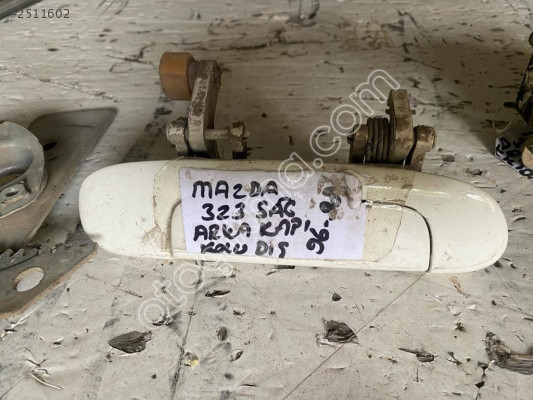 #2511602
MAZDA
323 SAĞ
ARKA KAPI
KOLU DIŞ